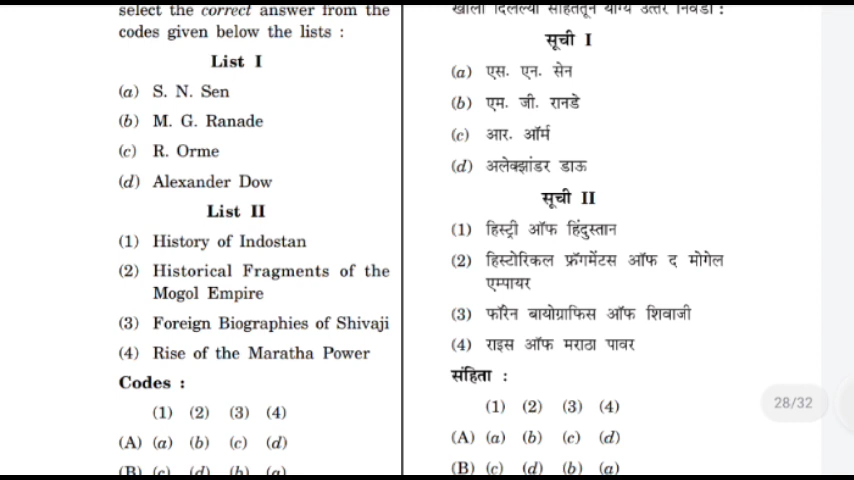 select the correct answer from the
codes given below the lists :
List I
(a) S. N. Sen
(b) M. G. Ranade
(c) R. Orme
(d) Alexander Dow
List II
(1) History of Indostan
(2) Historical Fragments of the
Mogol Empire
(3) Foreign Biographies of Shivaji
(4) Rise of the Maratha Power
Codes :
(1) (2) (3) (4)
(A) (a) (b) (c) (d)
(B) (c) (d) (b) (a)
खाली दिलेल्या संहितेतून योग्य उत्तर निवडा :
सूची I
(a) एस. एन. सेन
(b) एम. जी. रानडे
(c) आर. ऑर्म
(d) अलेक्झांडर डाऊ
सूची II
(1) हिस्ट्री ऑफ हिंदुस्तान
(2) हिस्टोरिकल फ्रॅगमेंटस ऑफ द मोगेल
एम्पायर
(3) फॉरेन बायोग्राफिस ऑफ शिवाजी
(4) राइस ऑफ मराठा पावर
संहिता :
(1) (2) (3) (4)
(A) (a) (b) (c) (d)
(B) (c) (d) (b) (a)
28/32